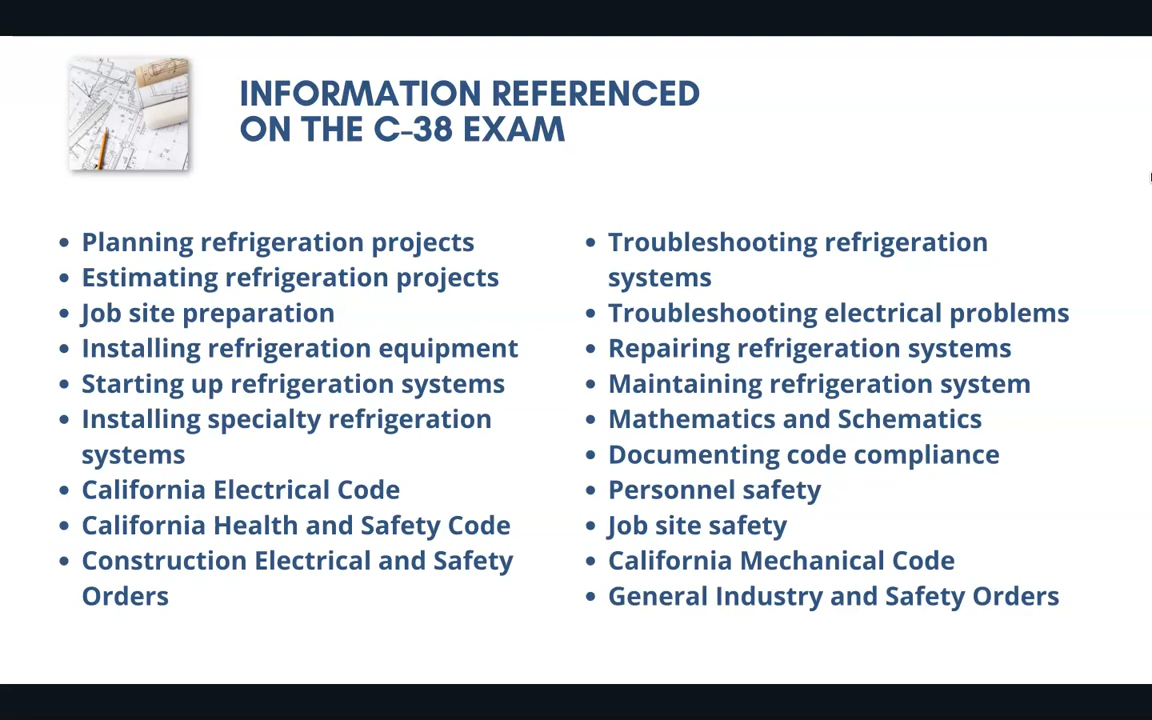 INFORMATION REFERENCED
ON THE C-38 EXAM
• Planning refrigeration projects
• Estimating refrigeration projects
• Job site preparation
• Installing refrigeration equipment
• Starting up refrigeration systems
• Installing specialty refrigeration
systems
• California Electrical Code
• California Health and Safety Code
• Construction Electrical and Safety
Orders
• Troubleshooting refrigeration
systems
• Troubleshooting electrical problems
• Repairing refrigeration systems
• Maintaining refrigeration system
• Mathematics and Schematics
• Documenting code compliance
• Personnel safety
• Job site safety
• California Mechanical Code
• General Industry and Safety Orders